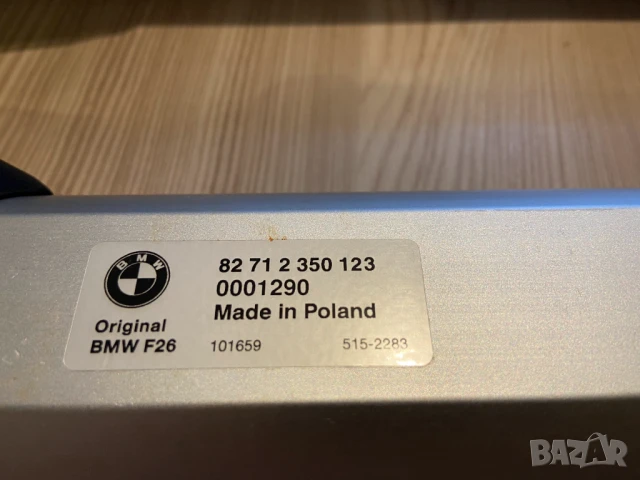 BMW
82 71 2 350 123
0001290
Made in Poland
Original
BMW F26
101659
515-2283
BAZAR